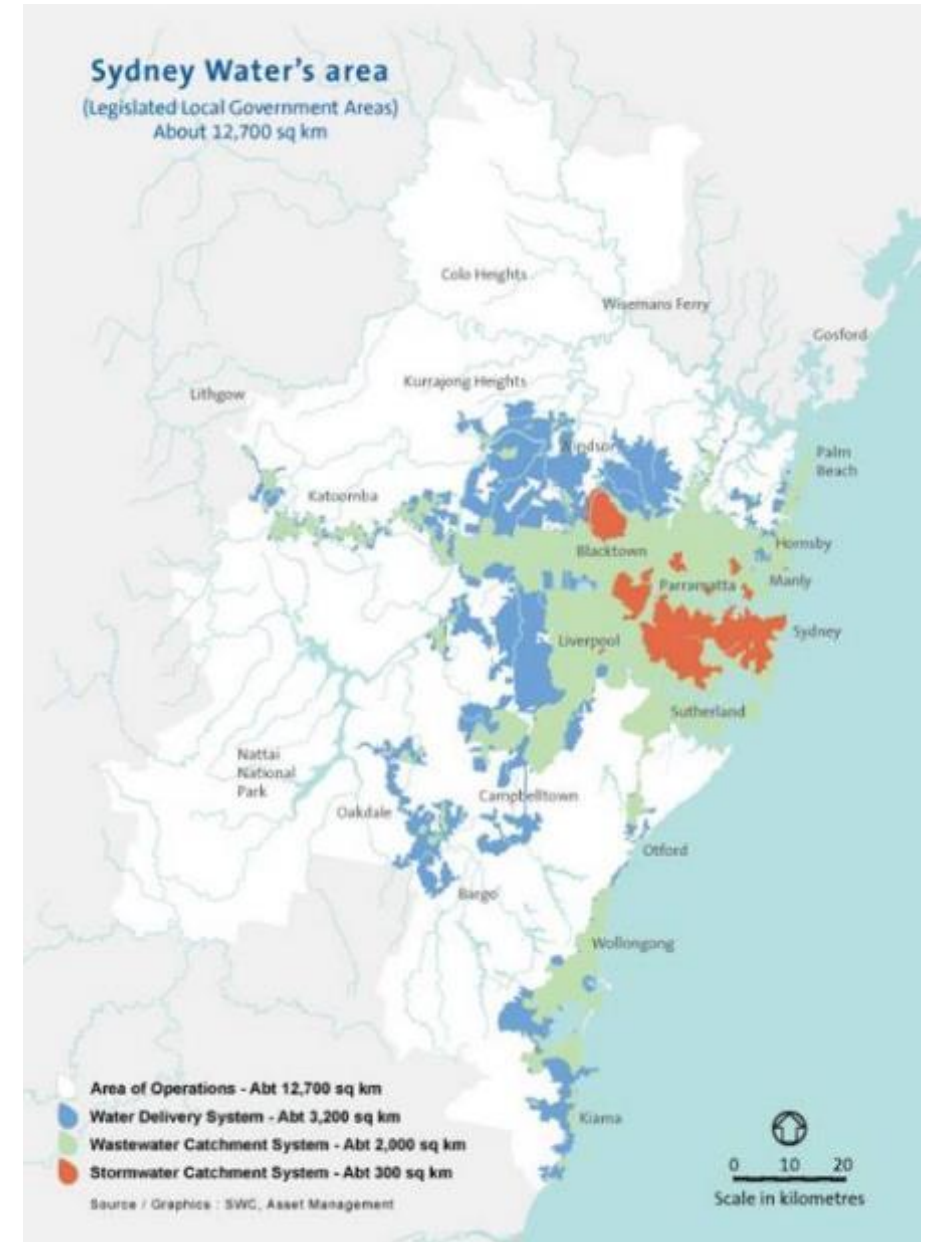 Sydney Water's area
(Legislated Local Government Areas)
About 12,700 sq km
Colo Heights
Wisemans Ferry
Gosford
Kurrajong Heights
Lithgow
Windsor
Palm
Beach
Katoomba
Hornsby
Blacktown
Parramatta
Manly
Sydney
Liverpool
Sutherland
Nattai
National
Park
Campbelltown
Oakdale
Otford
Bargo
Wollongong
Area of Operations - Abt 12,700 sq km
Water Delivery System - Abt 3,200 sq km
Kiama
Wastewater Catchment System - Abt 2,000 sq km
Stormwater Catchment System - Abt 300 sq km
0 10 20
Scale in kilometres
Source / Graphics : SWC, Asset Management